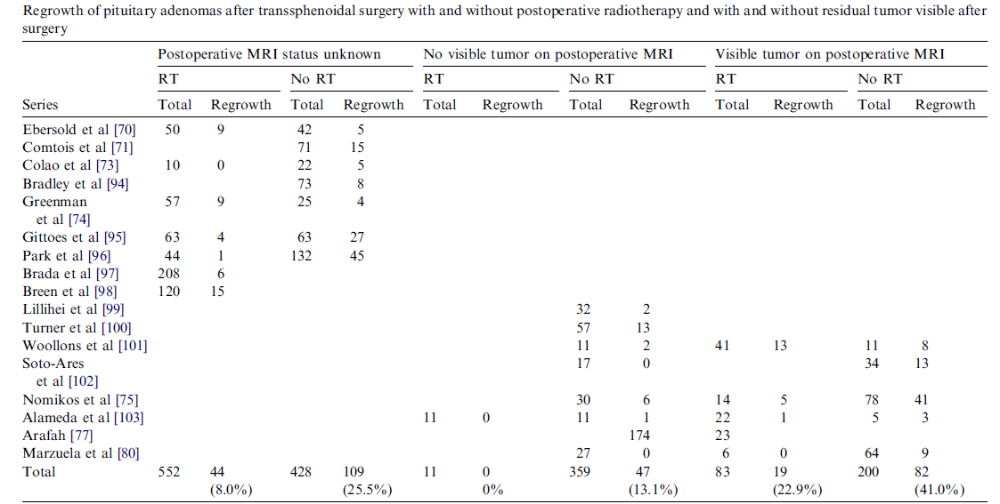 Regrowth of pituitary adenomas after transsphenoidal surgery with and without postoperative radiotherapy and with and without residual tumor visible after
surgery
Postoperative MRI status unknown No visible tumor on postoperative MRI Visible tumor on postoperative MRI
RT No RT RT No RT RT No RT
Series Total Regrowth Total Regrowth Total Regrowth Total Regrowth Total Regrowth Total Regrowth
Ebersold et al [70] 50 9 42 5
Comtois et al [71] 71 15
Colao et al [73] 10 0 22 5
Bradley et al [94] 73 8
Greenman 57 9 25 4
et al [74]
Gittoes et al [95] 63 4 63 27
Park et al [96] 44 1 132 45
Brada et al [97] 208 6
Breen et al [98] 120 15
Lillihei et al [99] 32 2
Turner et al [100] 57 13
Woollons et al [101] 11 2 41 13 11 8
Soto-Ares 17 0 34 13
et al [102]
Nomikos et al [75] 30 6 14 5 78 41
Alameda et al [103] 11 0 11 1 22 1 5 3
Arafah [77] 174 23
Marzuela et al [80] 27 0 6 0 64 9
Total 552 44 428 109 11 0 359 47 83 19 200 82
(8.0%) (25.5%) 0% (13.1%) (22.9%) (41.0%)